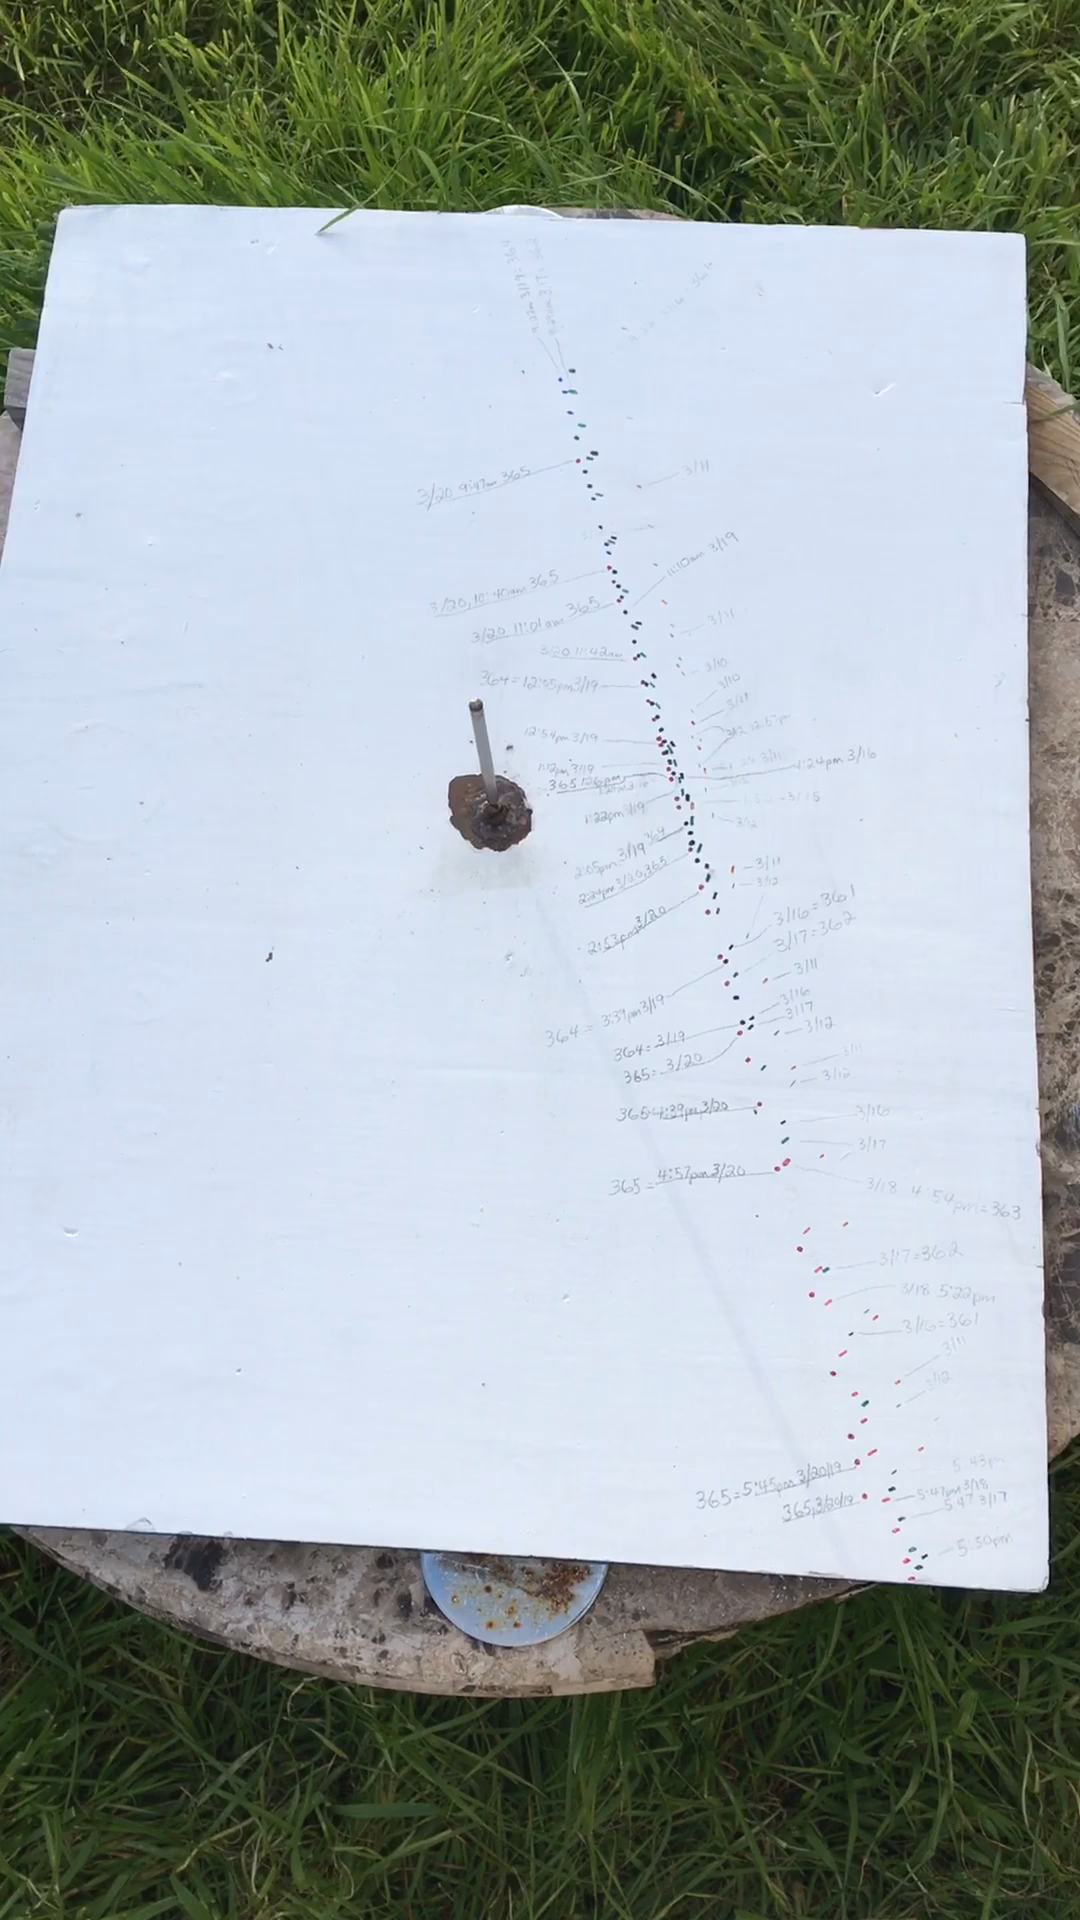 3/11
3/20 9:47am 365
11:10am 3/19
3/20, 10:40am 365
3/20 11:01am 365
3/11
3/20 11:42am
3/10
364=12:05pm 3/19
3/10
3/11
3/12 12:57pm
12:54pm 3/19
1:24pm 3/16
1:12pm 3/19
365 1:26pm
3/15
1:22pm 3/19
3/12
2:05pm 3/19 364
3/11
2:24pm 3/20, 365
3/12
3/16=361
2:53pm 3/20
3/17=362
3/11
3/16
364= 3:39pm 3/19
3/17
3/12
364=3/19
365=3/20
3/11
3/12
365=4:39pm 3/20
3/16
3/17
365=4:57pm 3/20
3/18 4:54pm=363
3/17=362
3/18 5:22pm
3/16=361
3/11
3/12
5:43pm
365=5:45pm 3/20/19
5:47pm 3/18
5:47 3/17
365, 3/20/19
5:50pm